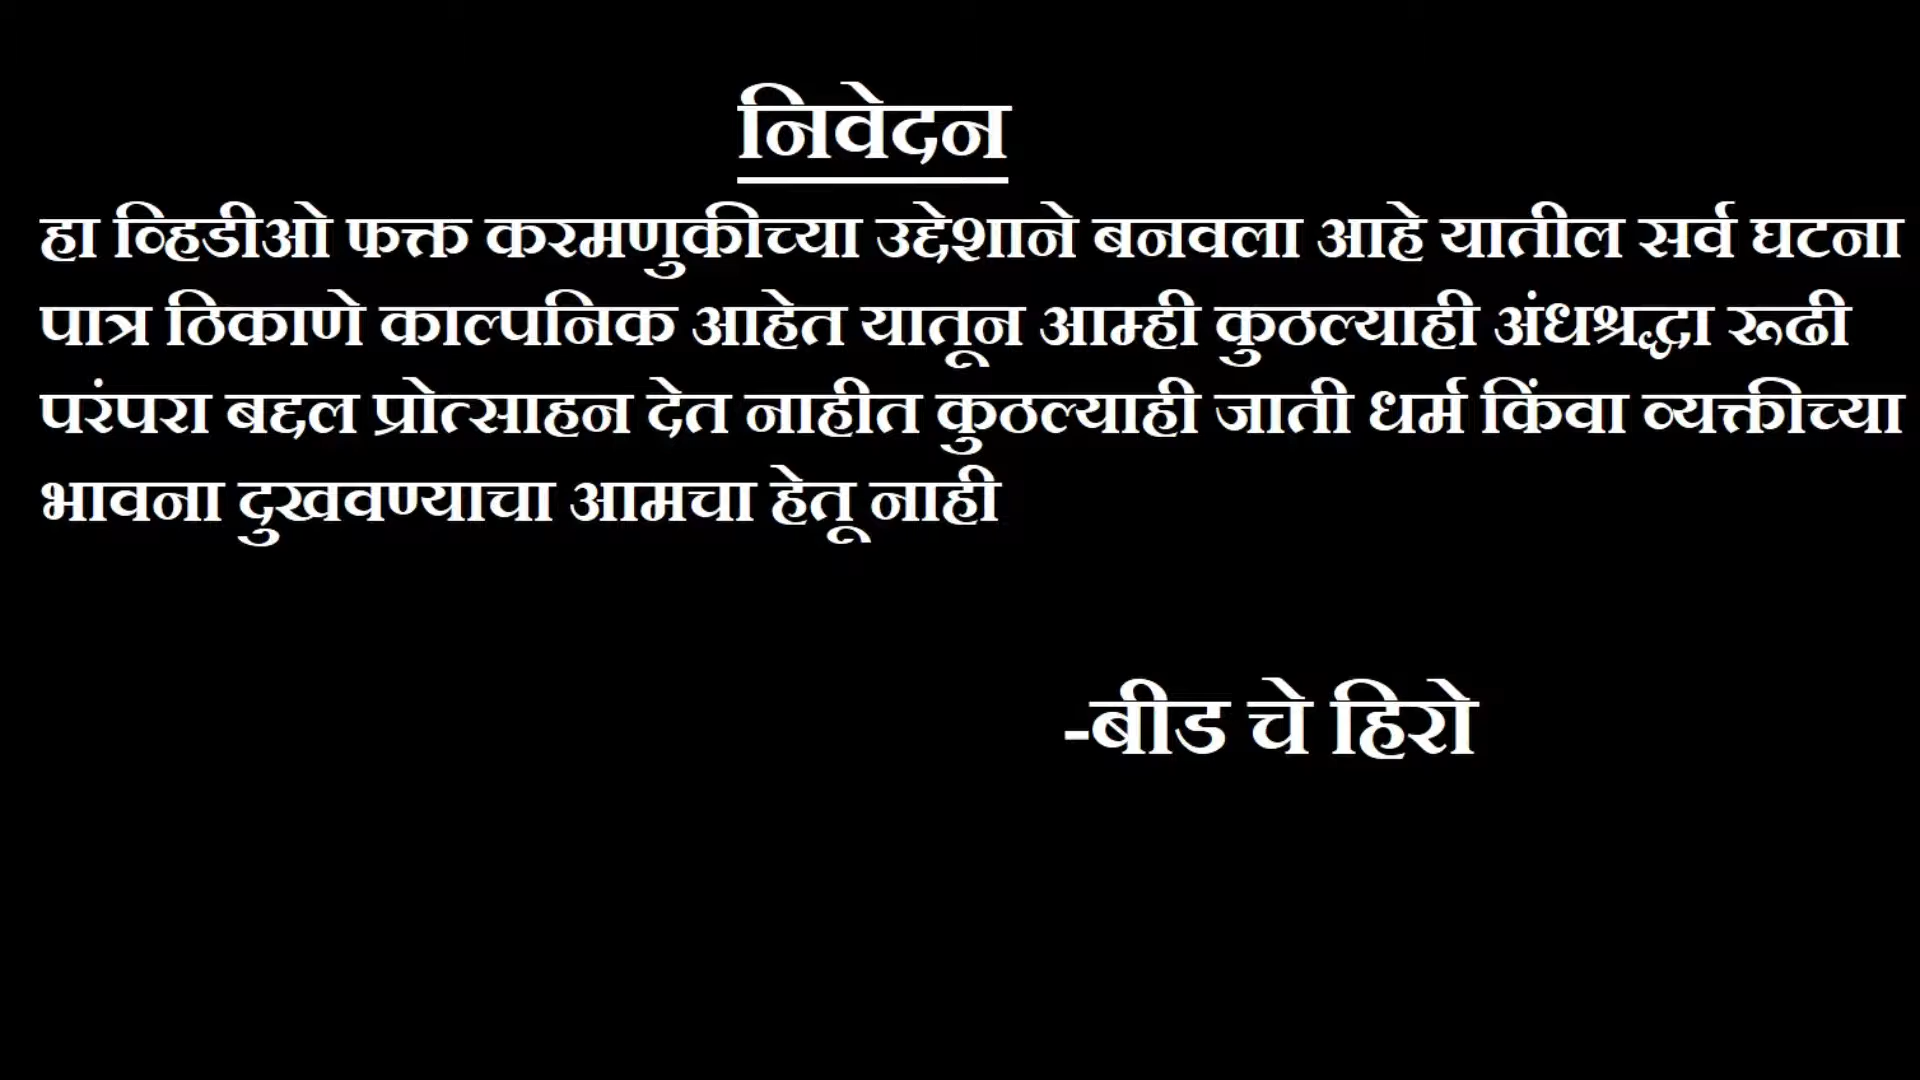 निवेदन
हा व्हिडीओ फक्त करमणुकीच्या उद्देशाने बनवला आहे यातील सर्व घटना
पात्र ठिकाणे काल्पनिक आहेत यातून आम्ही कुठल्याही अंधश्रद्धा रूढी
परंपरा बद्दल प्रोत्साहन देत नाहीत कुठल्याही जाती धर्म किंवा व्यक्तीच्या
भावना दुखवण्याचा आमचा हेतू नाही
-बीड चे हिरो